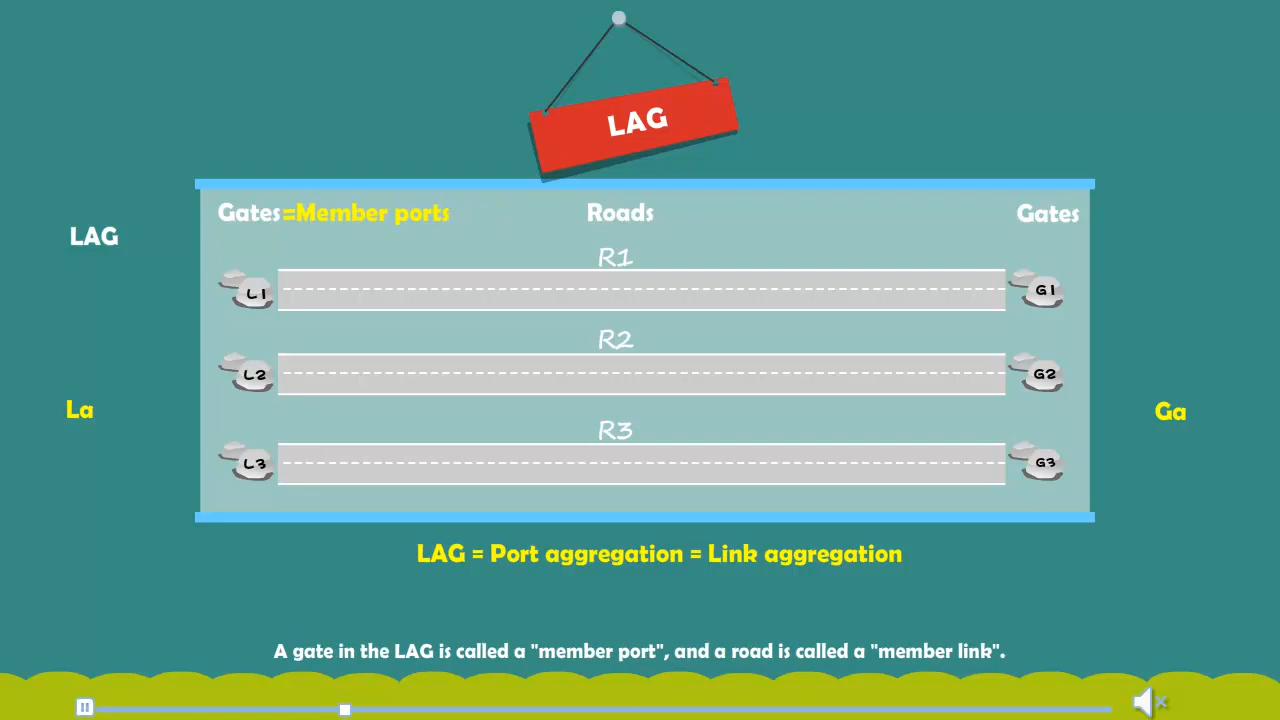 LAG
Gates=Member ports Roads Gates
LAG
R1
L1 G1
R2
L2 G2
La Ga
R3
L3 G3
LAG = Port aggregation = Link aggregation
A gate in the LAG is called a "member port", and a road is called a "member link".